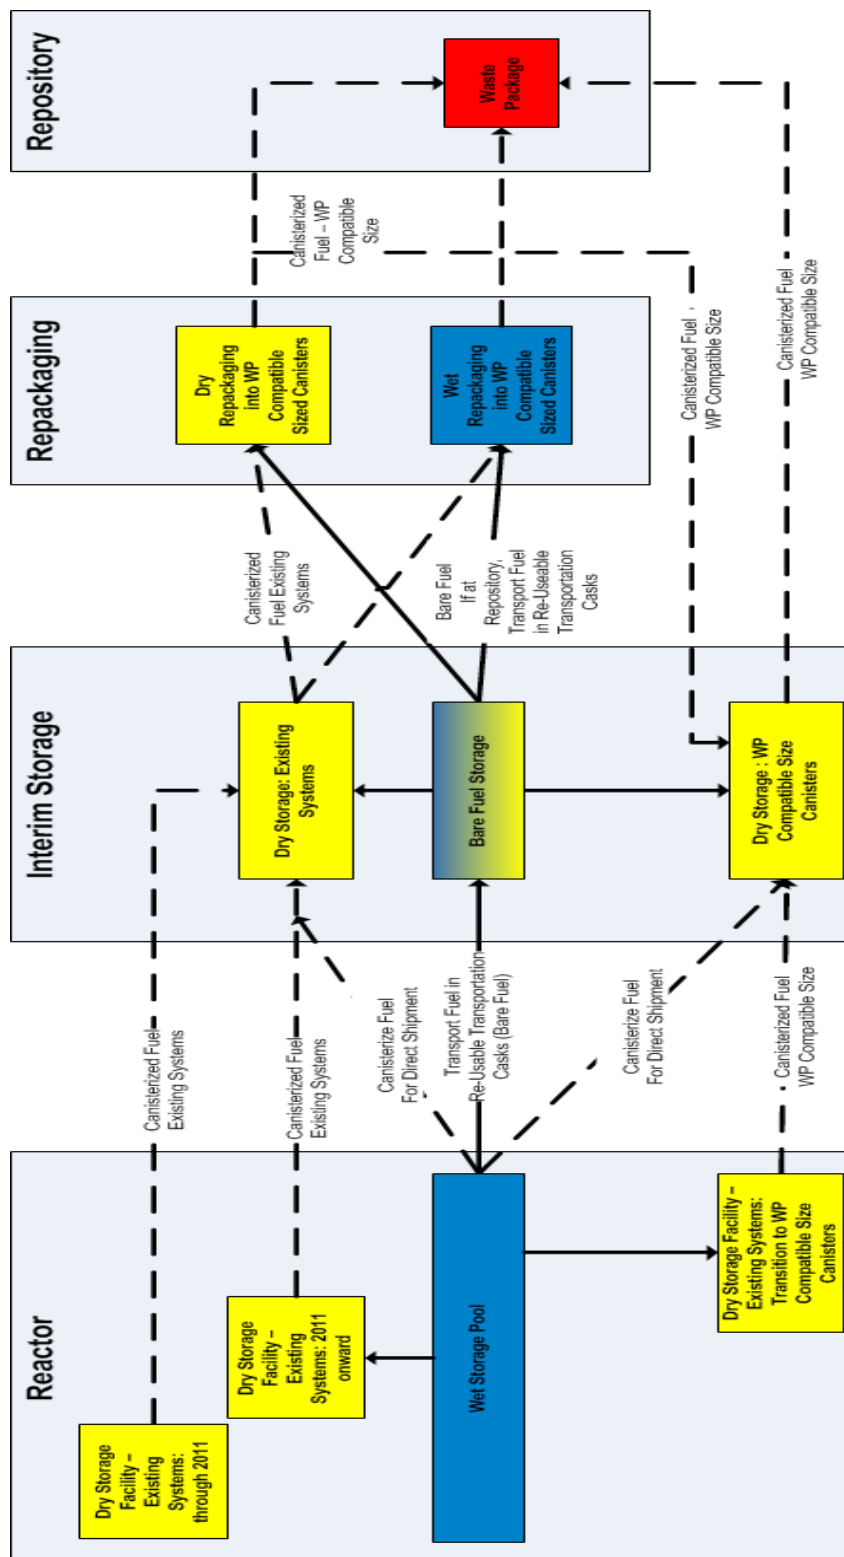 Reactor
Dry Storage
Facility –
Existing
Systems:
through 2011
Dry Storage
Facility –
Existing
Systems: 2011
onward
Wet Storage Pool
Dry Storage Facility –
Existing Systems:
Transition to WP
Compatible Size
Canisters
Canisterized Fuel
Existing Systems
Canisterized Fuel
Existing Systems
Canisterize Fuel
For Direct Shipment
Transport Fuel in
Re-Usable Transportation
Casks (Bare Fuel)
Canisterize Fuel
For Direct Shipment
Canisterized Fuel
WP Compatible Size
Interim Storage
Dry Storage: Existing
Systems
Bare Fuel Storage
Dry Storage : WP
Compatible Size
Canisters
Canisterized
Fuel Existing
Systems
Bare Fuel
If at
Repository,
Transport Fuel
in Re-Useable
Transportation
Casks
Repackaging
Dry
Repackaging
into WP
Compatible
Sized Canisters
Wet
Repackaging
into WP
Compatible
Sized Canisters
Canisterized Fuel -
WP Compatible Size
Canisterized
Fuel – WP
Compatible
Size
Canisterized Fuel
WP Compatible Size
Repository
Waste
Package